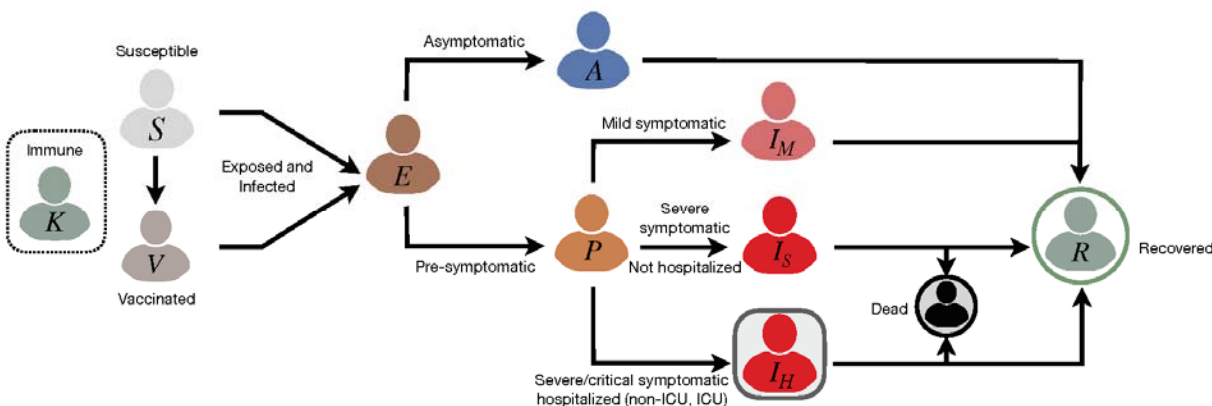 Susceptible
S
Immune
K
V
Vaccinated
Exposed and
Infected
E
Asymptomatic
A
Pre-symptomatic
P
Mild symptomatic
I_M
Severe
symptomatic
Not hospitalized
I_S
Severe/critical symptomatic
hospitalized (non-ICU, ICU)
I_H
Dead
R
Recovered